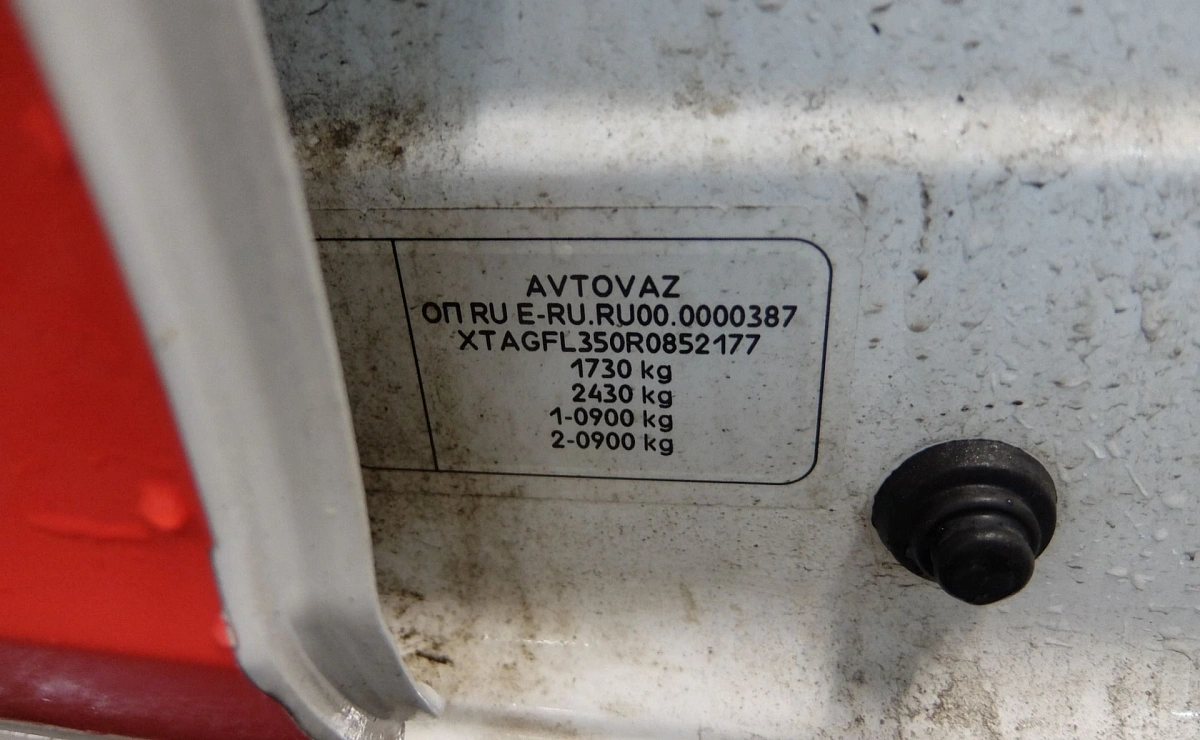 AVTOVAZ
ОП RU E-RU.RU00.0000387
XTAGFL350R0852177
1730 kg
2430 kg
1-0900 kg
2-0900 kg